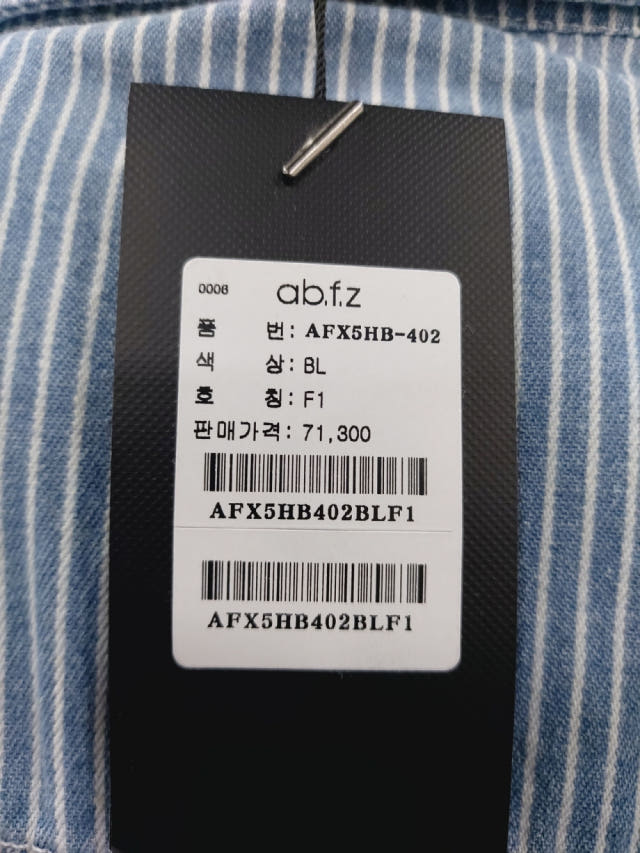 0006 ab.f.z
품 번: AFX5HB-402
색 상: BL
호 칭: F1
판매가격: 71,300
AFX5HB402BLF1
AFX5HB402BLF1